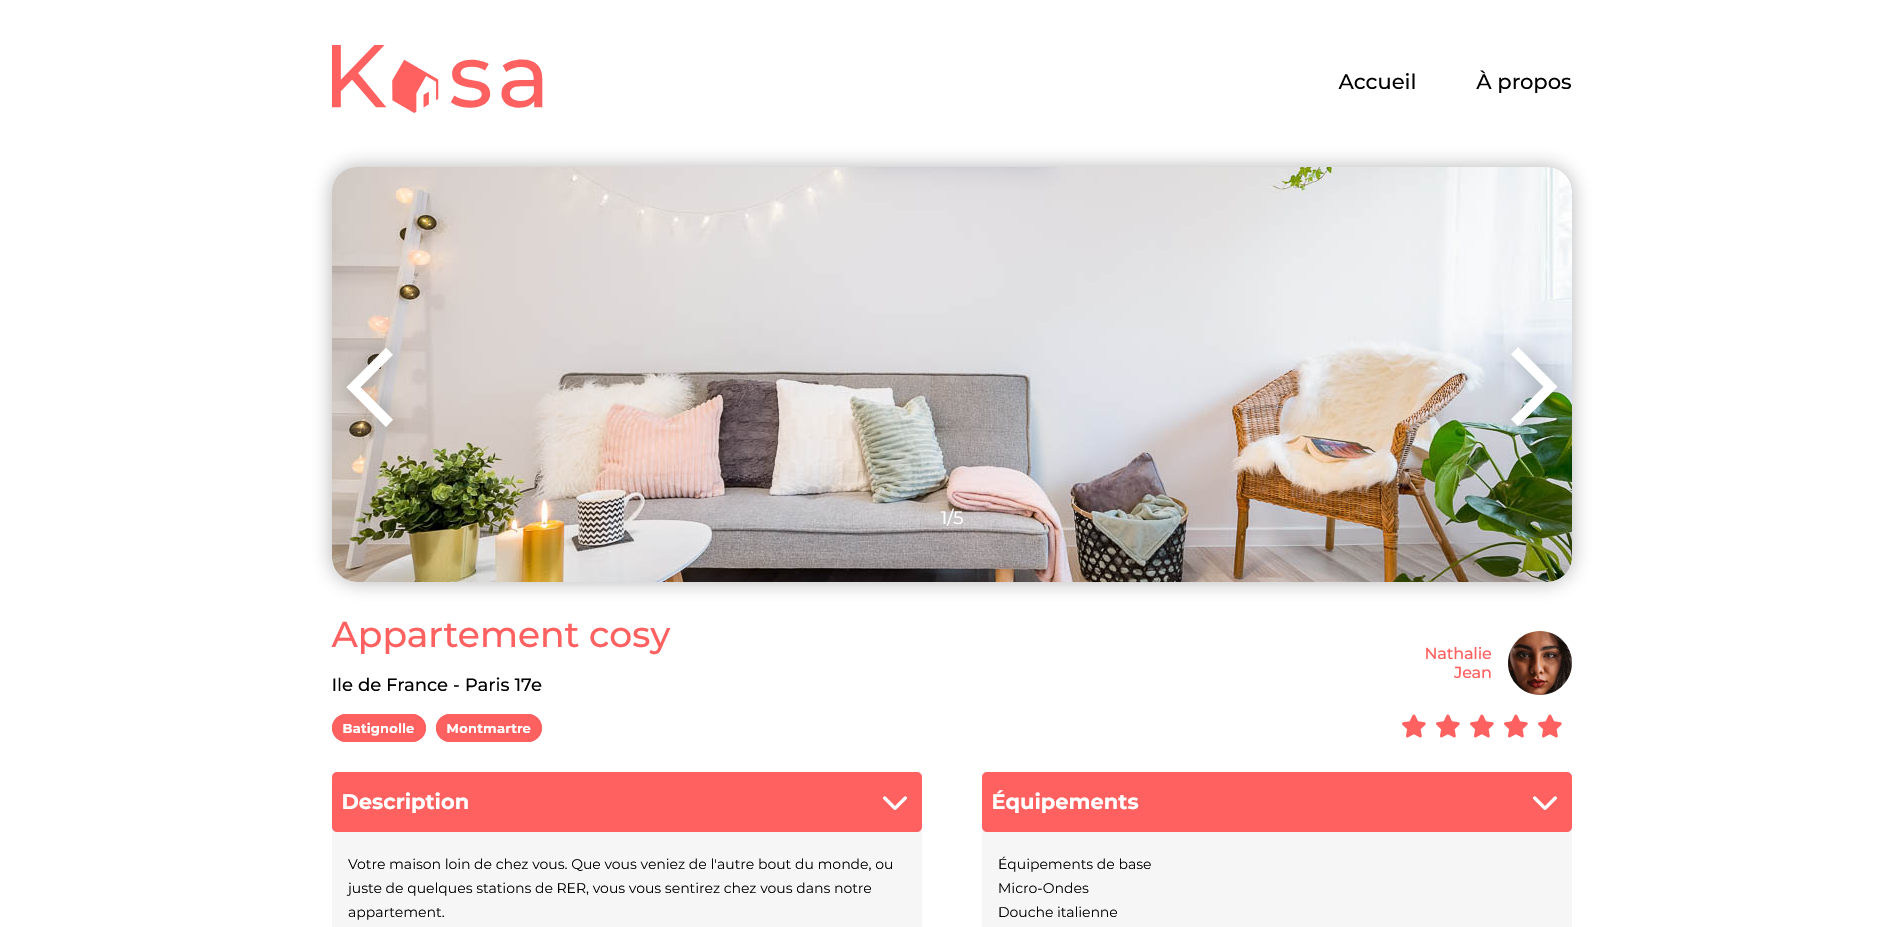 Kasa
Accueil
À propos
1/5
Appartement cosy
Ile de France - Paris 17e
Batignolle
Montmartre
Nathalie
Jean
Description
Votre maison loin de chez vous. Que vous veniez de l'autre bout du monde, ou
juste de quelques stations de RER, vous vous sentirez chez vous dans notre
appartement.
Équipements
Équipements de base
Micro-Ondes
Douche italienne